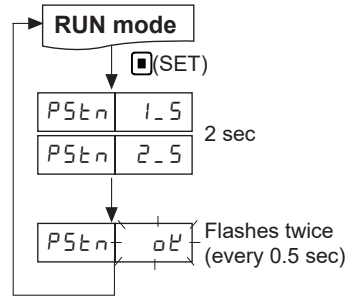 RUN mode
(SET)
PStn 1_S
PStn 2_S
2 sec
PStn oK
Flashes twice
(every 0.5 sec)